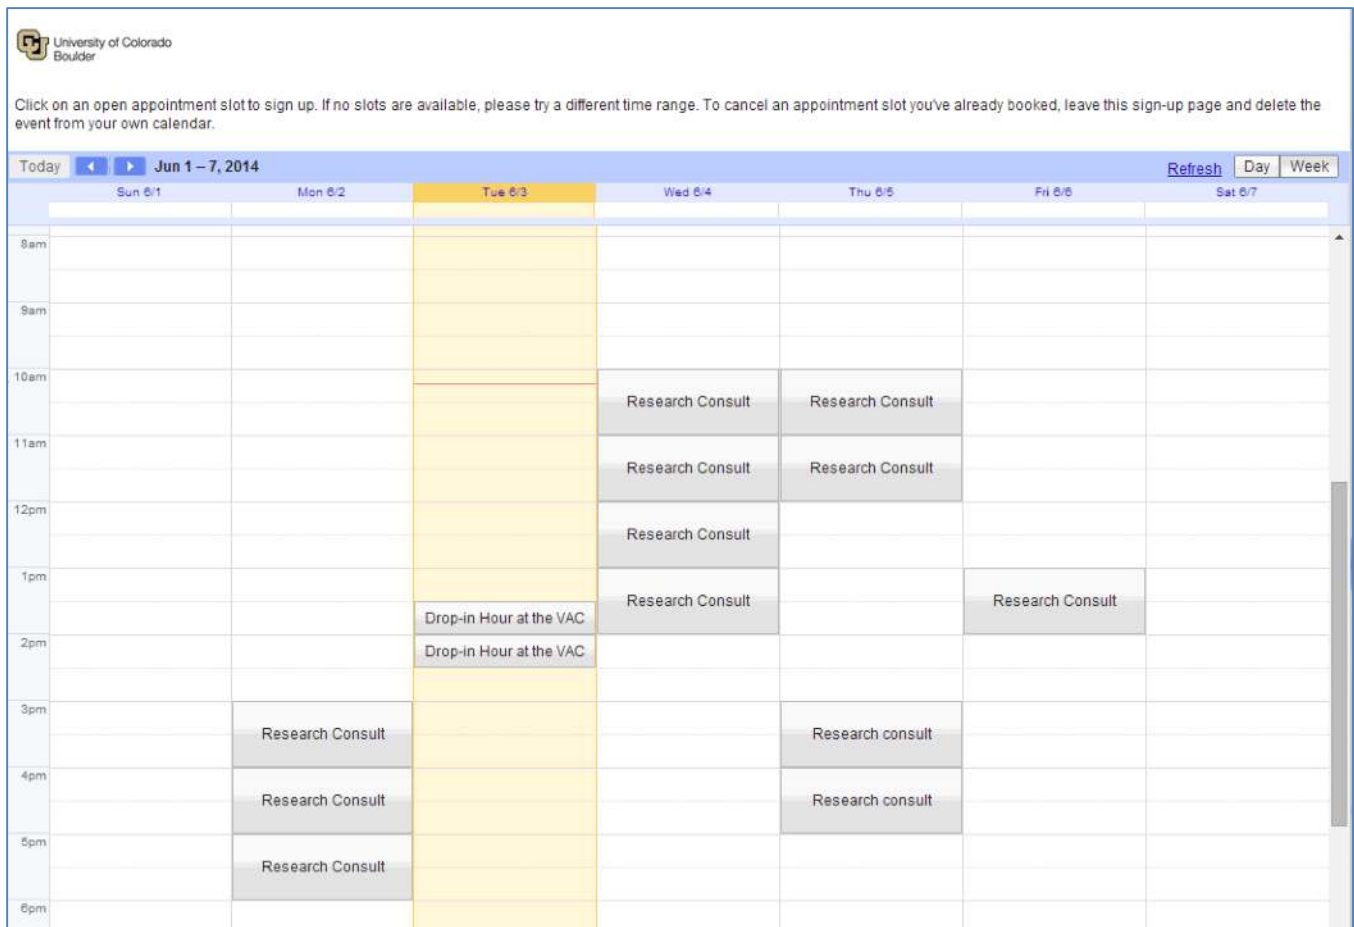 University of Colorado
Boulder
Click on an open appointment slot to sign up. If no slots are available, please try a different time range. To cancel an appointment slot you've already booked, leave this sign-up page and delete the
event from your own calendar.
Today Jun 1 – 7, 2014 Refresh Day Week
Sun 6/1 Mon 6/2 Tue 6/3 Wed 6/4 Thu 6/5 Fri 6/6 Sat 6/7
8am
9am
10am
Research Consult Research Consult
11am
Research Consult Research Consult
12pm
Research Consult
1pm
Research Consult Research Consult
Drop-in Hour at the VAC
2pm
Drop-in Hour at the VAC
3pm
Research Consult Research consult
4pm
Research Consult Research consult
5pm
Research Consult
6pm